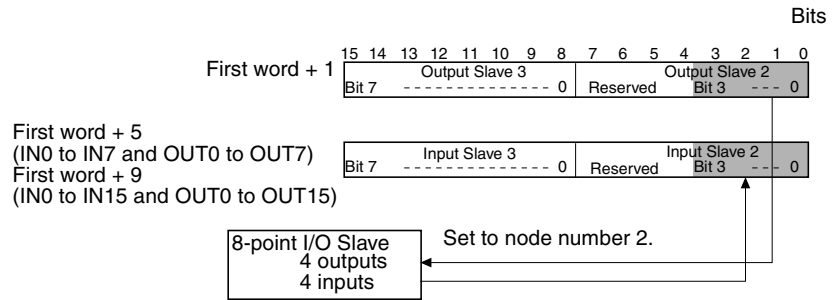 Bits
15 14 13 12 11 10 9 8 7 6 5 4 3 2 1 0
First word + 1
Output Slave 3 Output Slave 2
Bit 7 - - - - - - - - - - - - - - - 0 Reserved Bit 3 - - - 0
First word + 5
(IN0 to IN7 and OUT0 to OUT7)
First word + 9
(IN0 to IN15 and OUT0 to OUT15)
Input Slave 3 Input Slave 2
Bit 7 - - - - - - - - - - - - - - - 0 Reserved Bit 3 - - - 0
8-point I/O Slave
4 outputs
4 inputs
Set to node number 2.